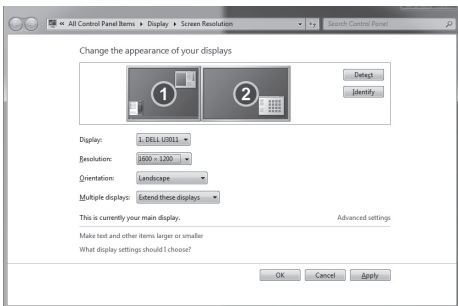 « All Control Panel Items ▸ Display ▸ Screen Resolution
Search Control Panel
Change the appearance of your displays
1
2
Detect
Identify
Display: 1. DELL U3011
Resolution: 1600 × 1200
Orientation: Landscape
Multiple displays: Extend these displays
This is currently your main display.
Advanced settings
Make text and other items larger or smaller
What display settings should I choose?
OK
Cancel
Apply